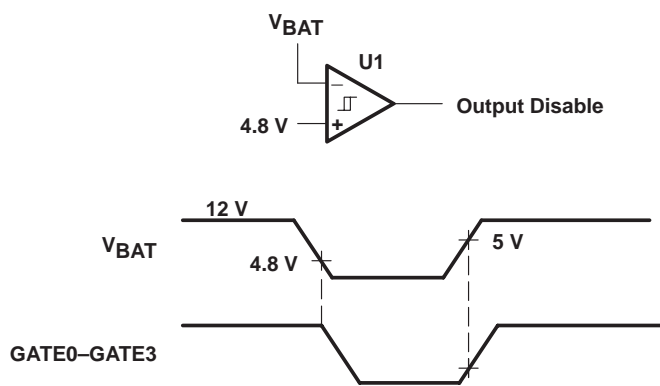 VBAT
U1
−
4.8 V
+
Output Disable
12 V
VBAT
4.8 V
5 V
GATE0–GATE3